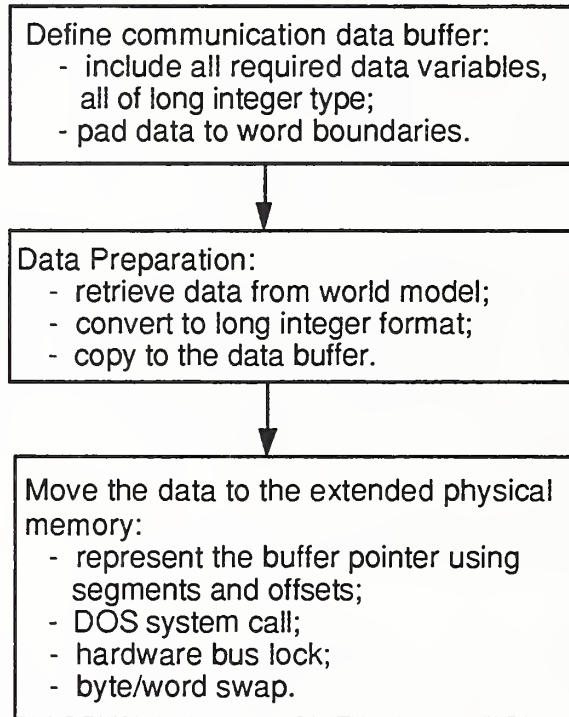 Define communication data buffer:
- include all required data variables,
all of long integer type;
- pad data to word boundaries.
Data Preparation:
- retrieve data from world model;
- convert to long integer format;
- copy to the data buffer.
Move the data to the extended physical
memory:
- represent the buffer pointer using
segments and offsets;
- DOS system call;
- hardware bus lock;
- byte/word swap.